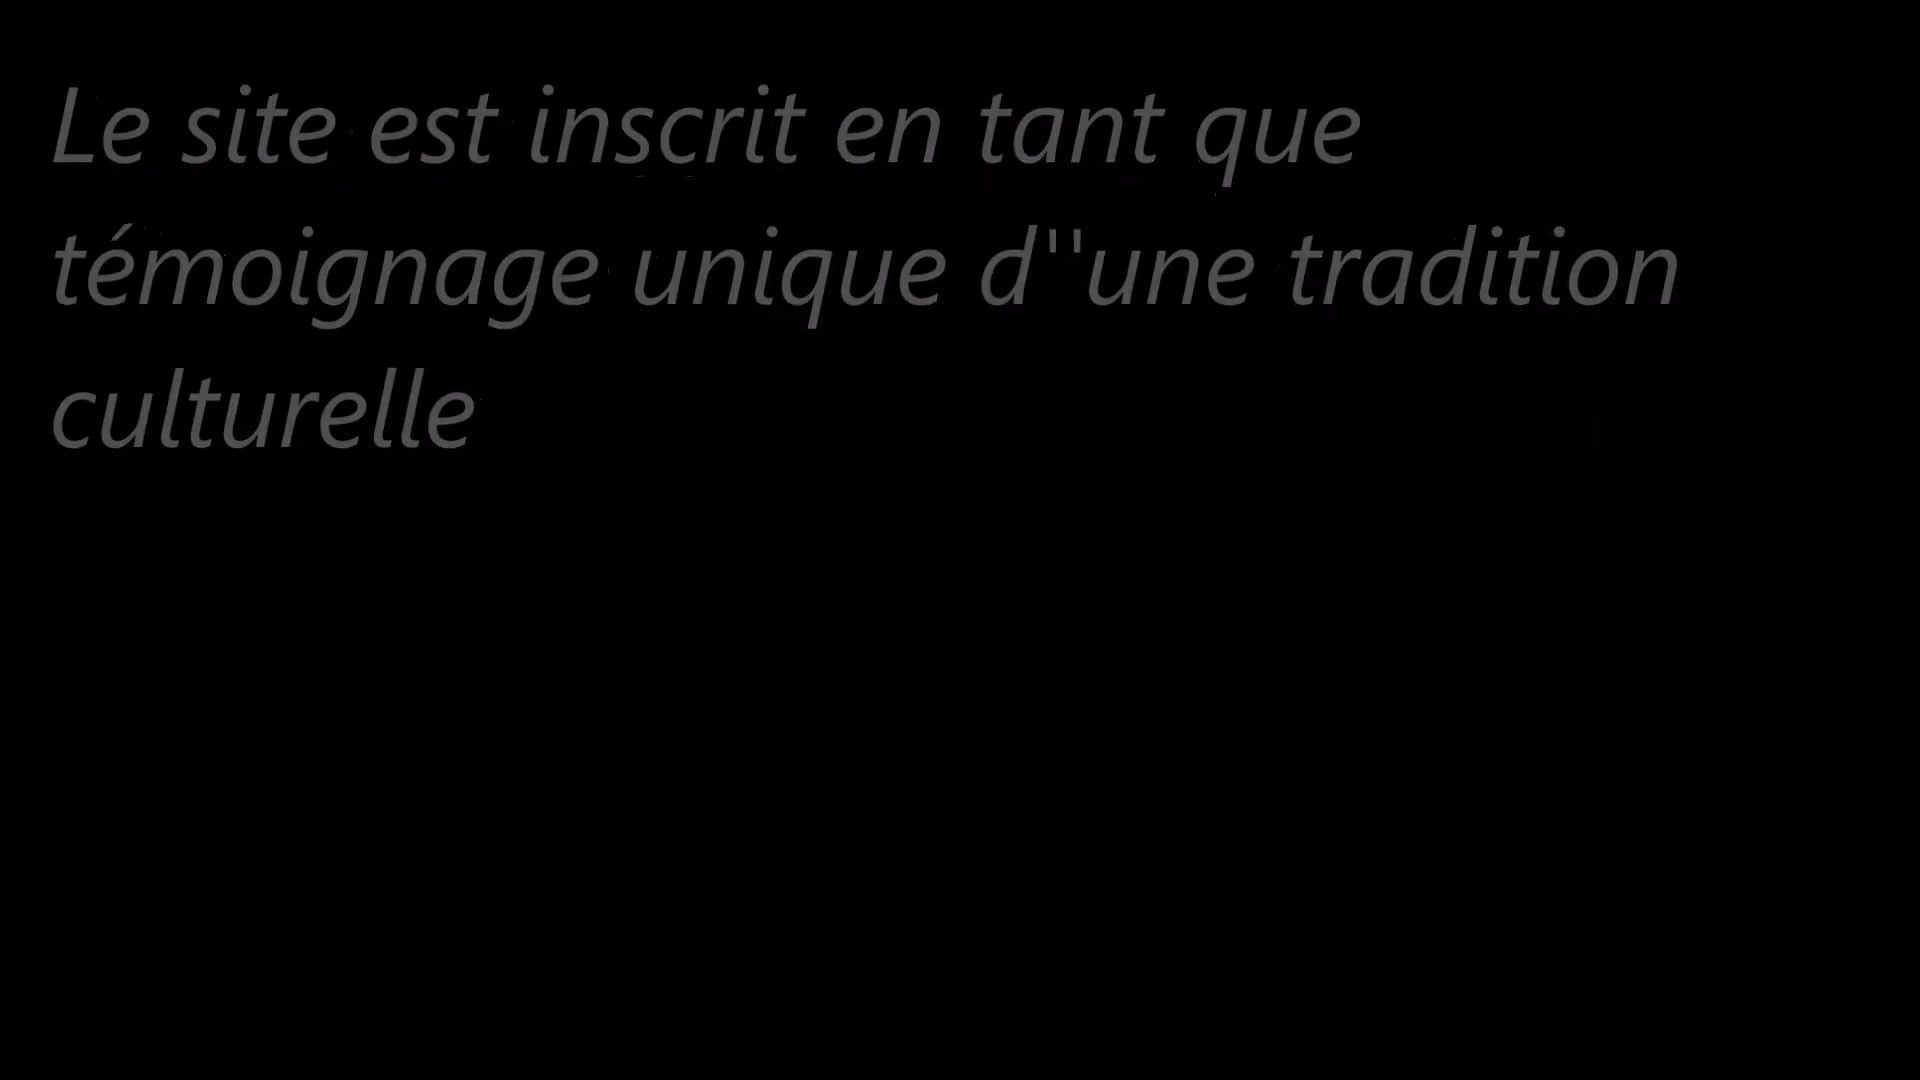 Le site est inscrit en tant que
témoignage unique d''une tradition
culturelle